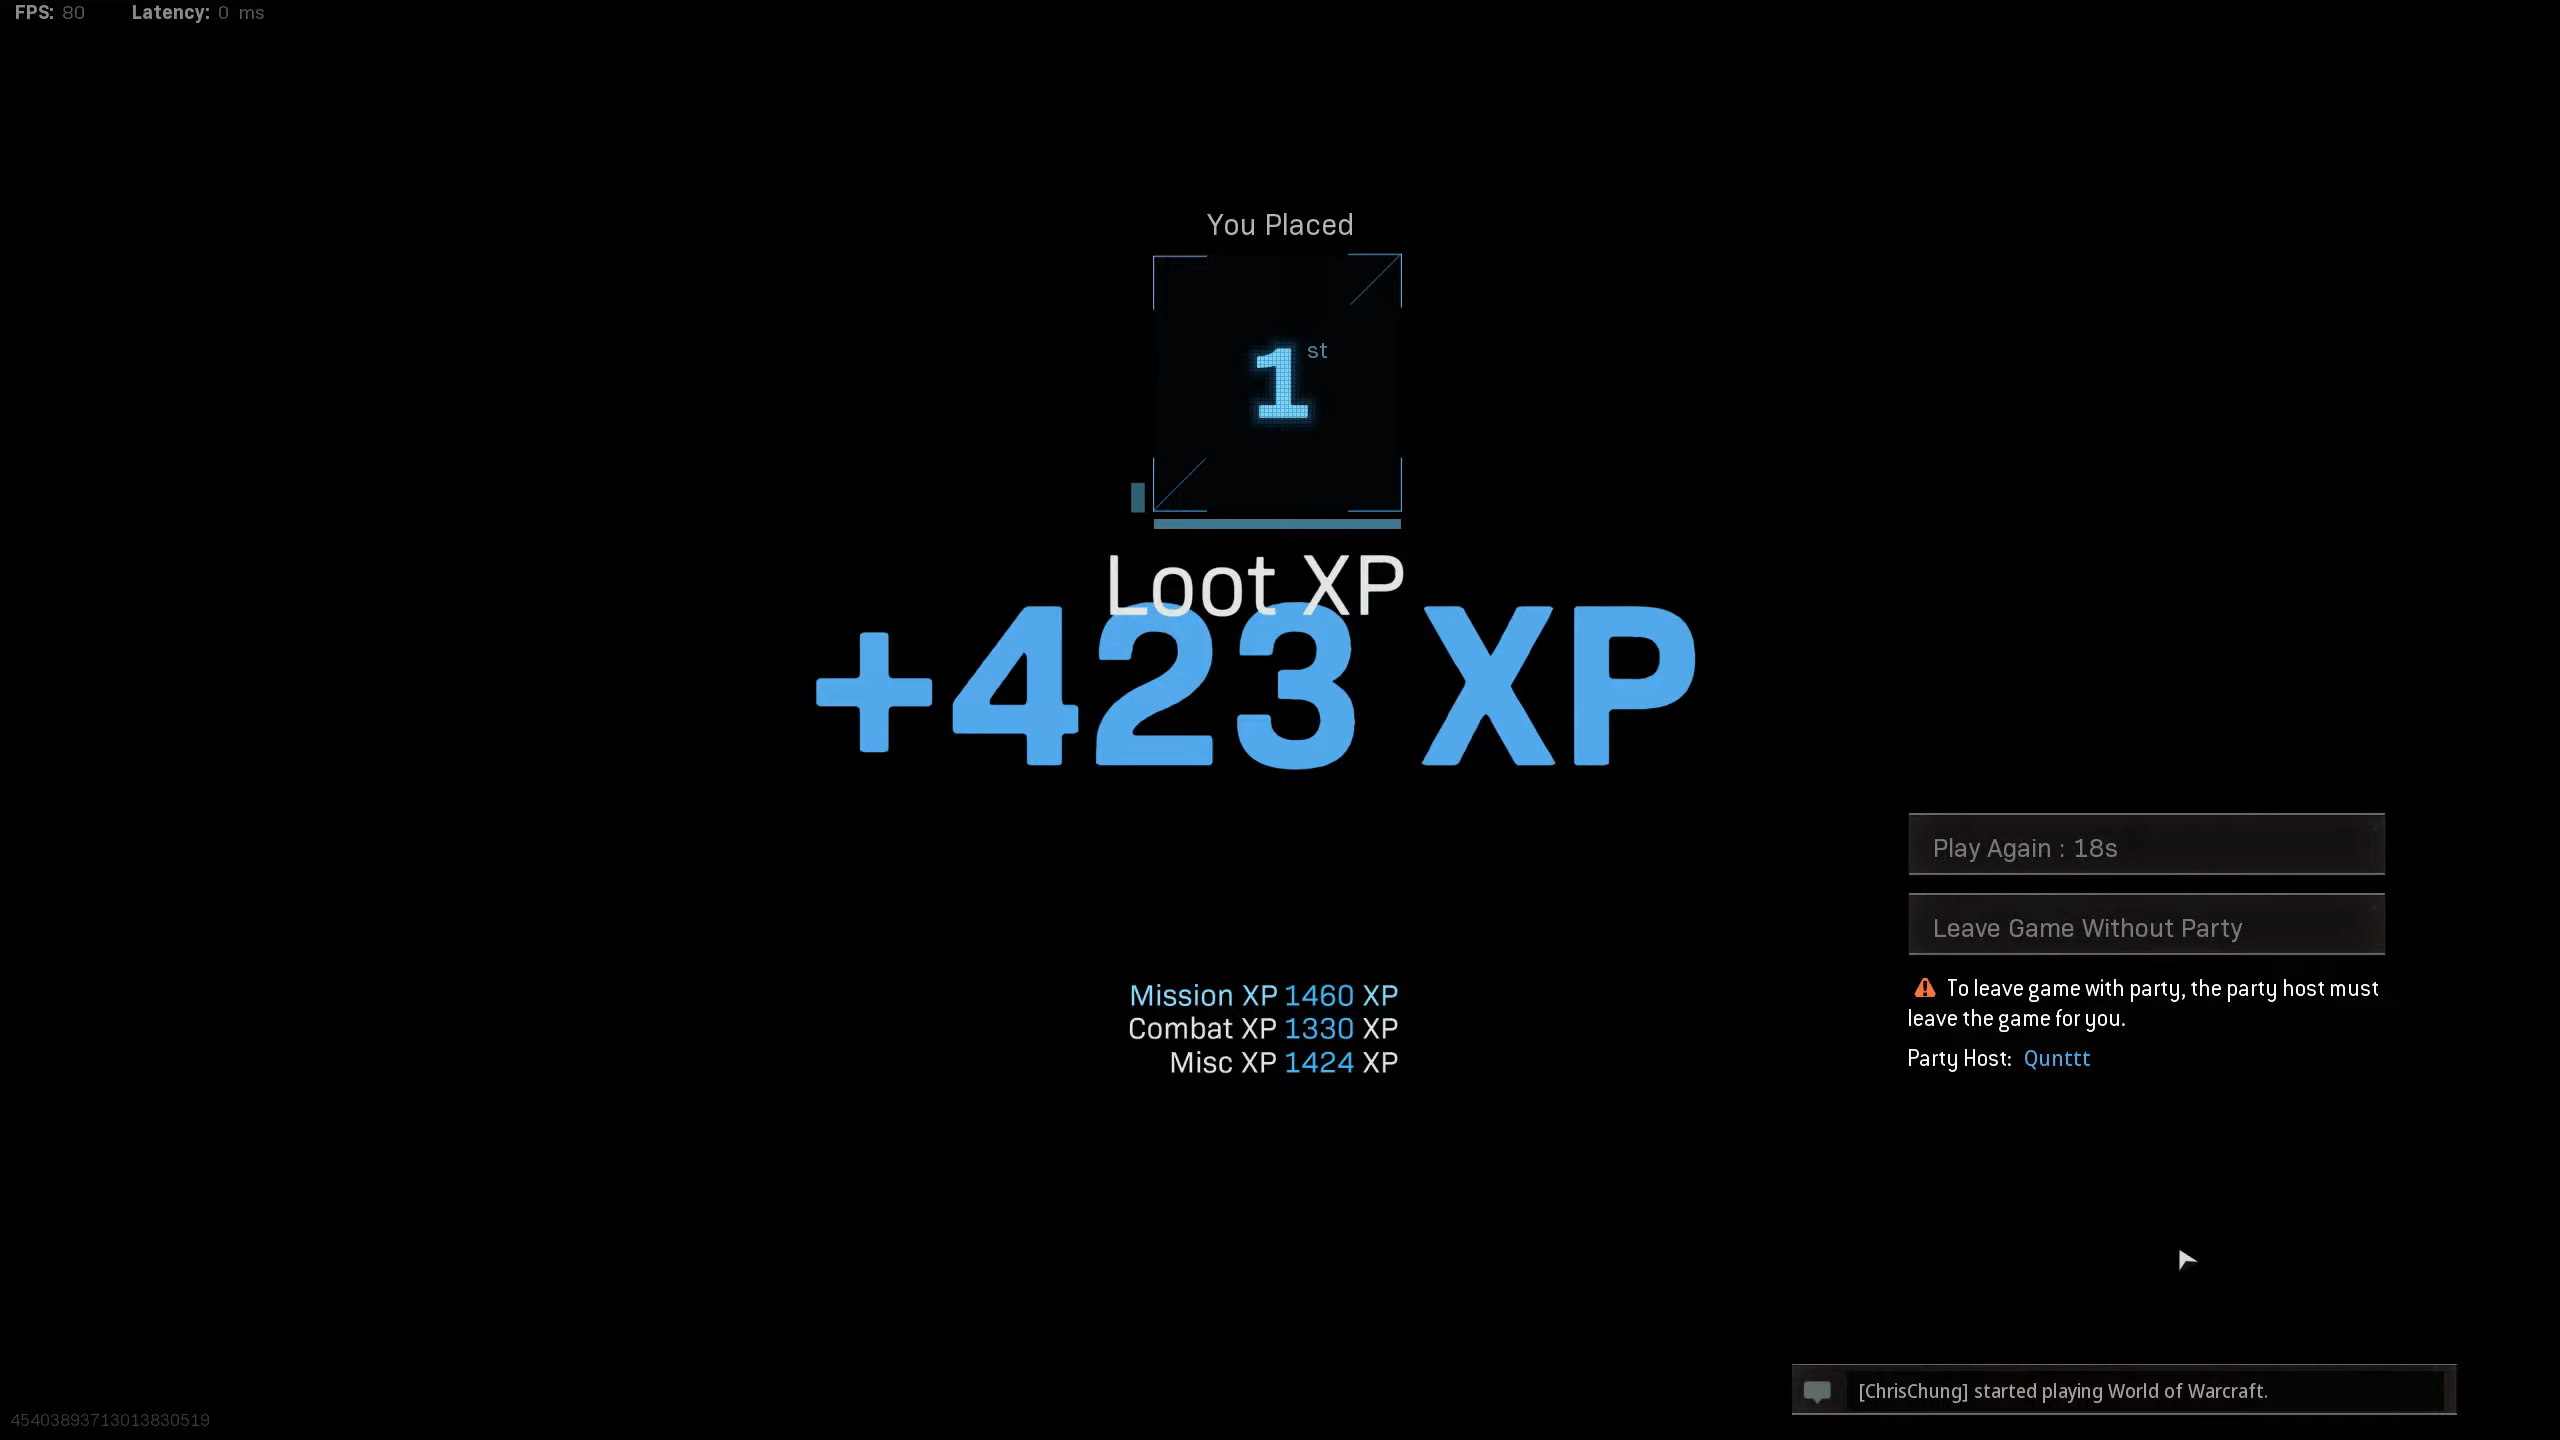 FPS: 80 Latency: 0 ms
You Placed
1st
Loot XP
+423 XP
Play Again : 18s
Leave Game Without Party
To leave game with party, the party host must
leave the game for you.
Party Host: Qunttt
Mission XP 1460 XP
Combat XP 1330 XP
Misc XP 1424 XP
[ChrisChung] started playing World of Warcraft.
45403893713013830519